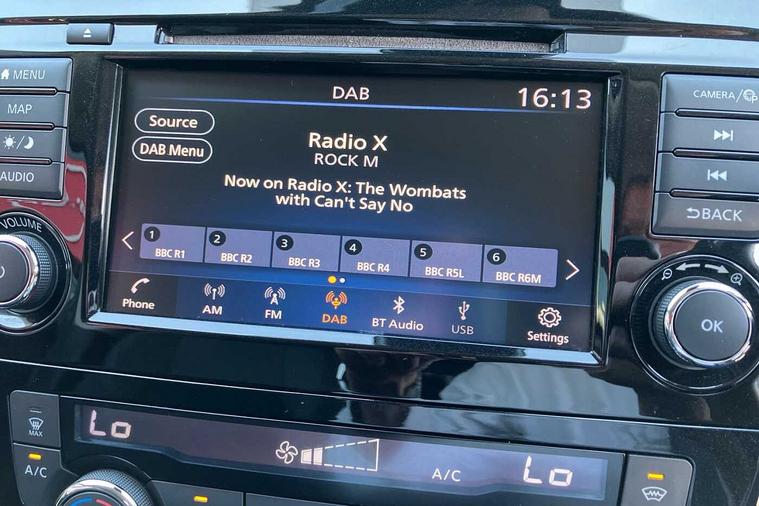 MENU
MAP
AUDIO
VOLUME
DAB
16:13
Source
DAB Menu
Radio X
ROCK M
Now on Radio X: The Wombats
with Can't Say No
1 BBC R1
2 BBC R2
3 BBC R3
4 BBC R4
5 BBC R5L
6 BBC R6M
Phone
AM
FM
DAB
BT Audio
USB
Settings
CAMERA/
BACK
OK
MAX
A/C
Lo
A/C
Lo